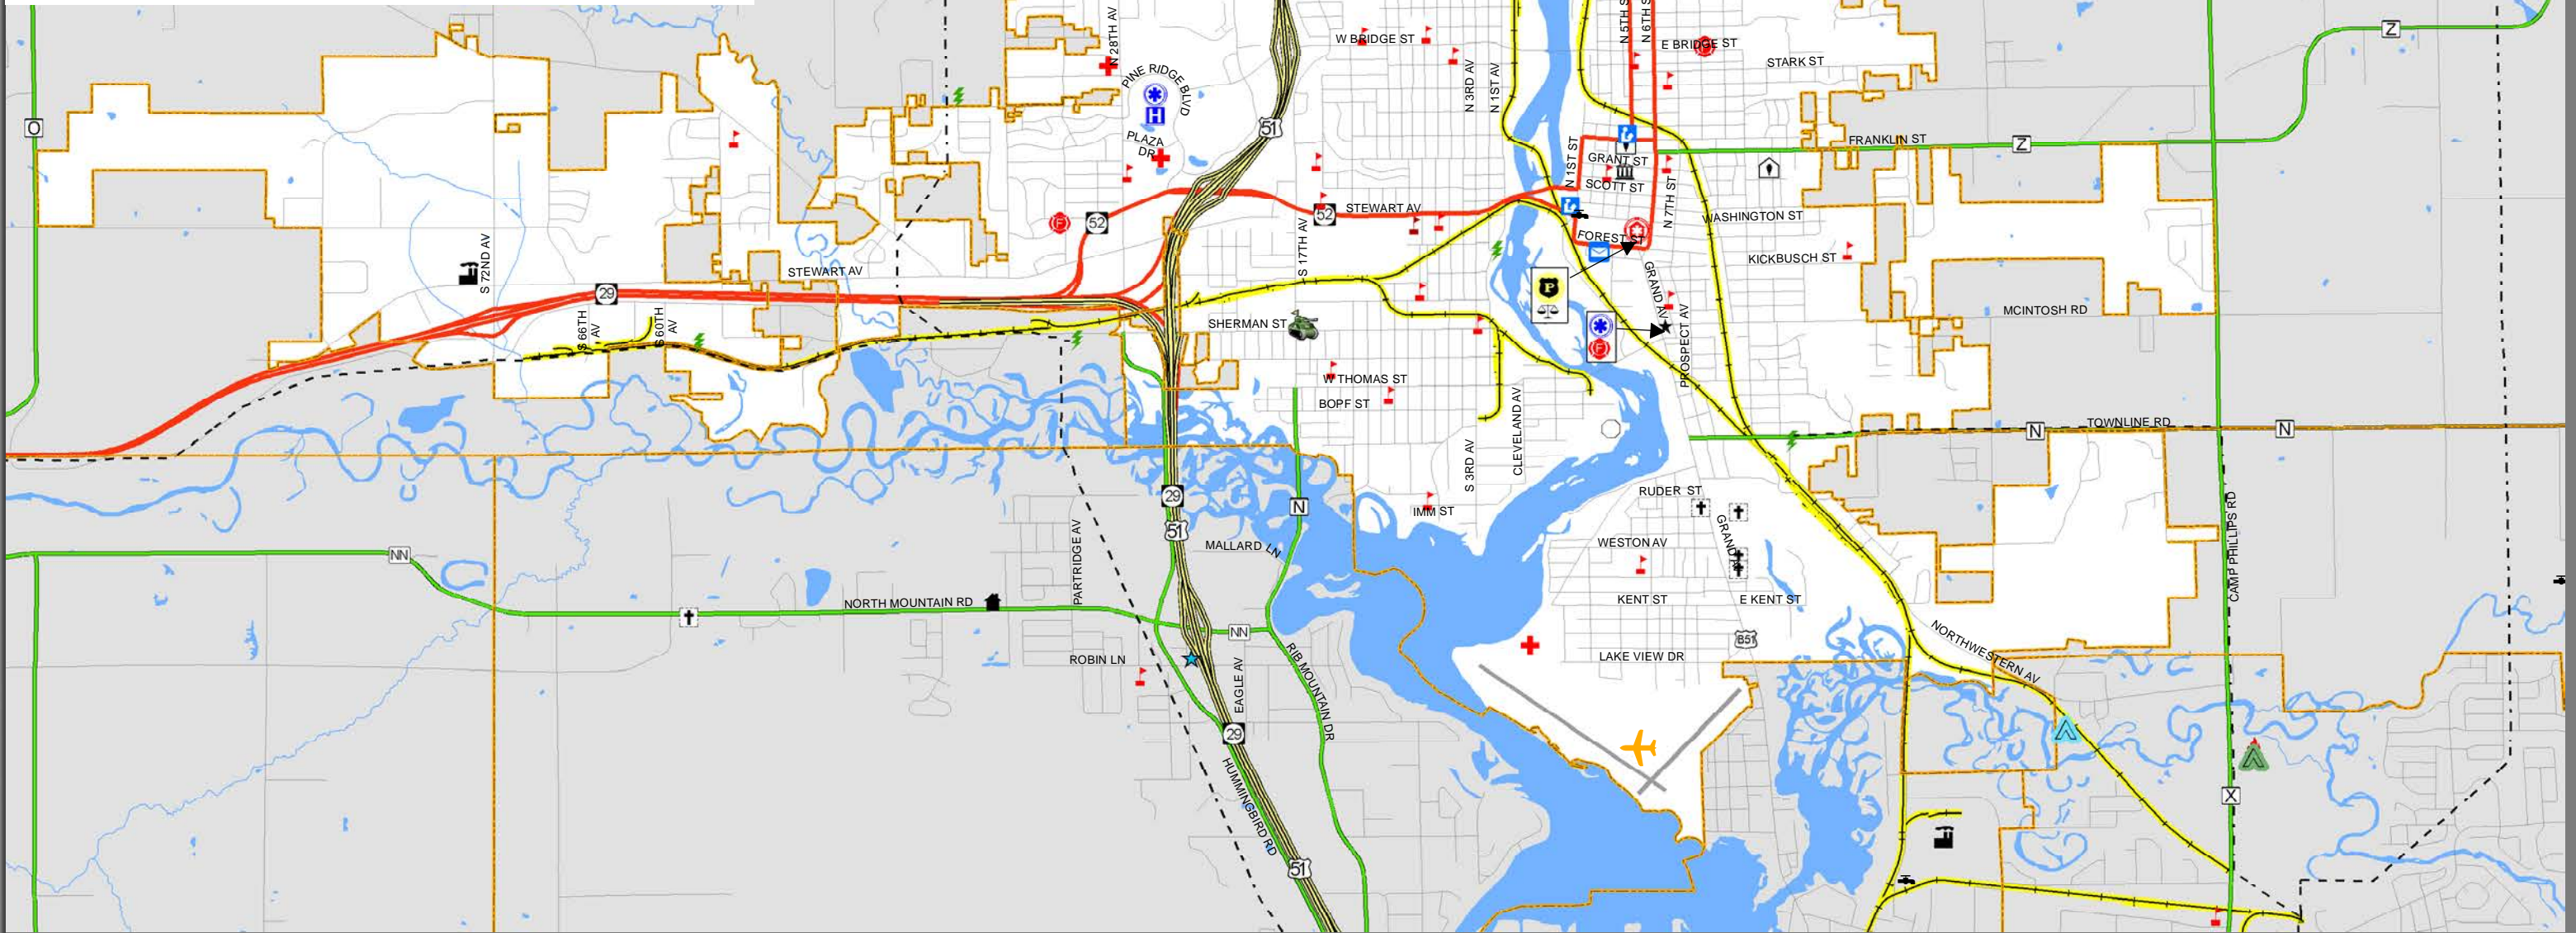 N 28TH AV
W BRIDGE ST
N 5TH S
N 6TH S
E BRIDGE ST
Z
STARK ST
PINE RIDGE BLVD
N 3RD AV
N 1ST AV
H
O
51
PLAZA
DR
FRANKLIN ST
Z
N 1ST ST
GRANT ST
SCOTT ST
N 7TH ST
F
52
52
STEWART AV
WASHINGTON ST
S 17TH AV
FOREST ST
S 72ND AV
STEWART AV
KICKBUSCH ST
GRAND AV
P
29
S 66TH
AV
S 60TH
AV
SHERMAN ST
PROSPECT AV
MCINTOSH RD
F
W THOMAS ST
BOPF ST
CLEVELAND AV
S 3RD AV
N
TOWNLINE RD
N
29
51
N
RUDER ST
IMM ST
GRAND
CAMP PHILLIPS RD
NN
PARTRIDGE AV
MALLARD LN
WESTON AV
NORTH MOUNTAIN RD
KENT ST
E KENT ST
NN
B51
NORTHWESTERN AV
ROBIN LN
EAGLE AV
RIB MOUNTAIN DR
LAKE VIEW DR
29
HUMMINGBIRD RD
X
51